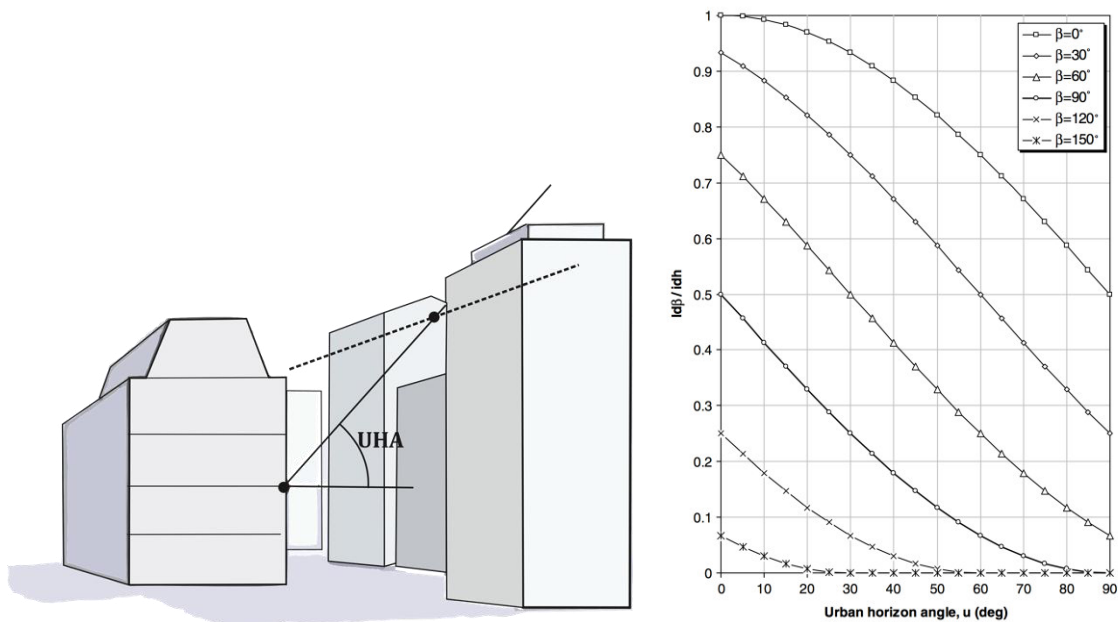 UHA
1
0.9
0.8
0.7
0.6
0.5
0.4
0.3
0.2
0.1
0
Idβ / idh
β=0°
β=30°
β=60°
β=90°
β=120°
β=150°
0 10 20 30 40 50 60 70 80 90
Urban horizon angle, u (deg)